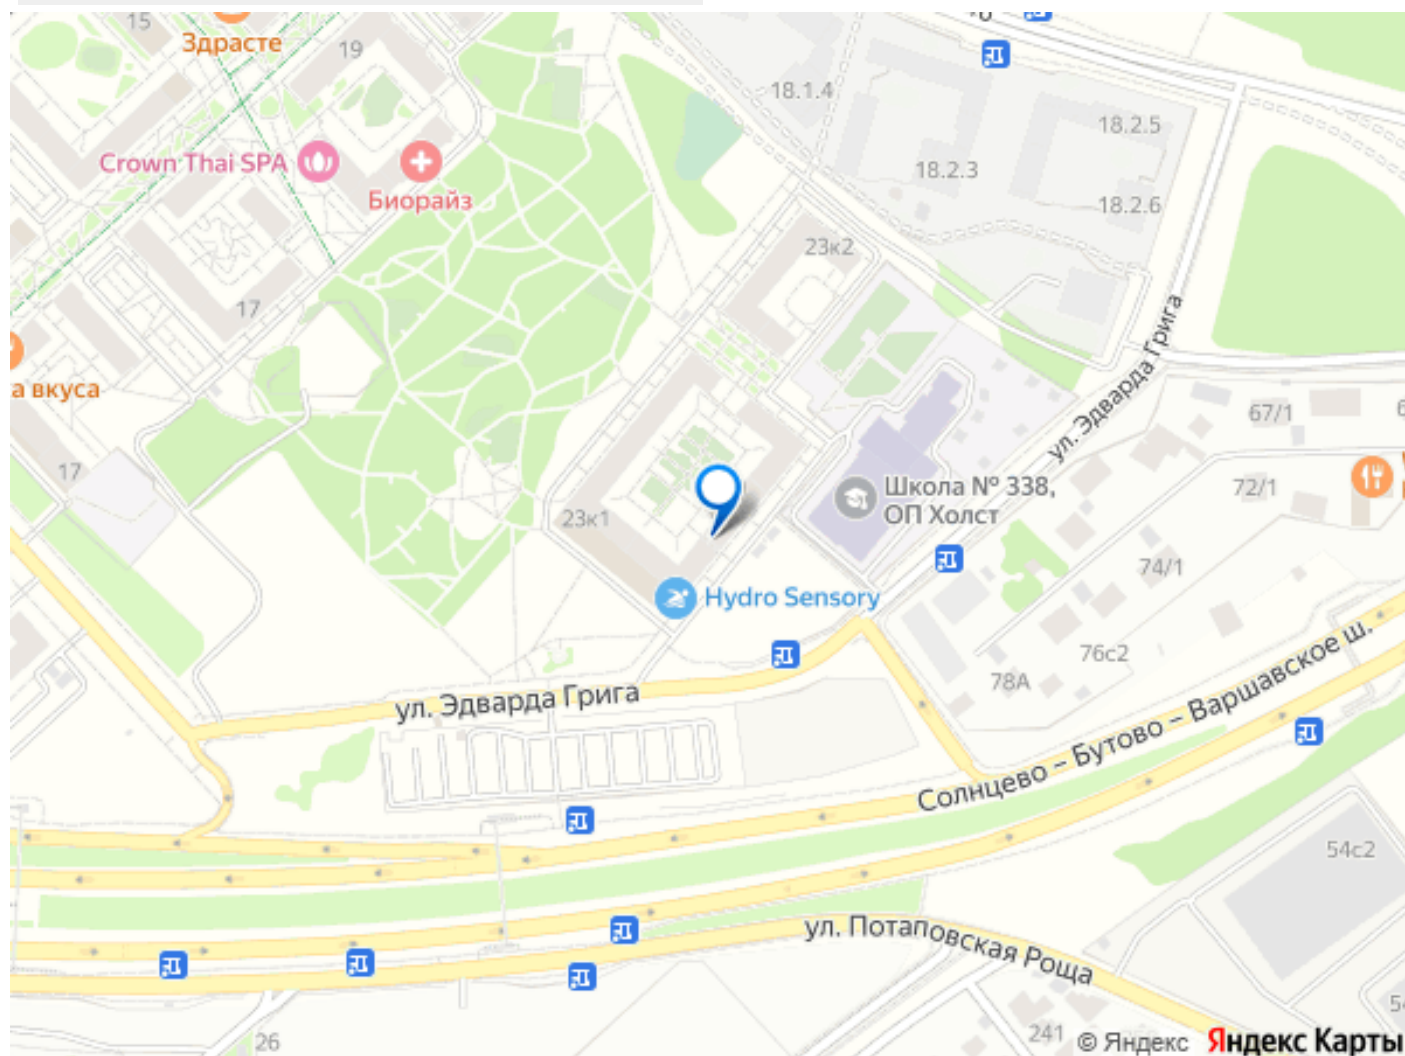 15
Здрасте
19
18.1.4
18.2.5
18.2.3
18.2.6
Crown Thai SPA
Биорайз
23к2
17
а вкуса
ул. Эдварда Грига
67/1
17
72/1
Школа № 338,
ОП Холст
23к1
74/1
Hydro Sensory
76с2
78А
ул. Эдварда Грига
Солнцево – Бутово – Варшавское ш.
54с2
ул. Потаповская Роща
26
241
© Яндекс
Яндекс Карты